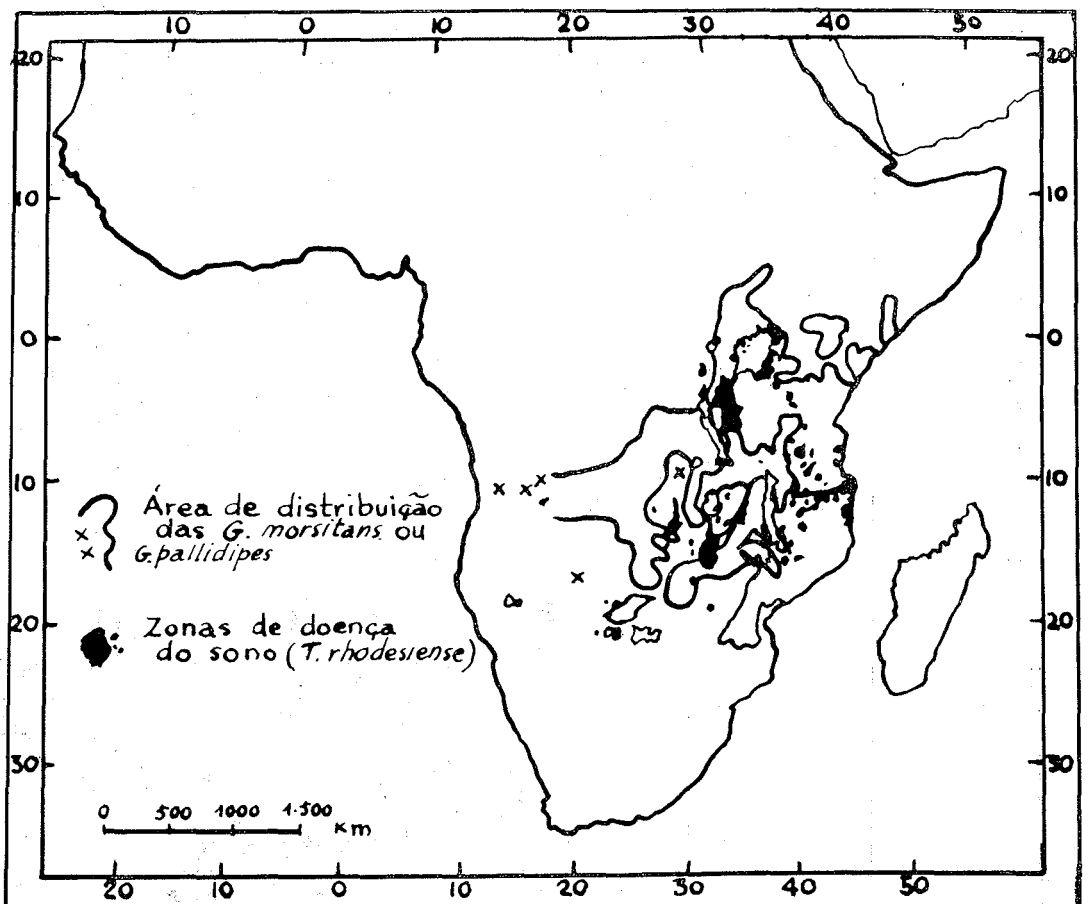 10 0 10 20 30 40 50
20 20
10 10
0 0
10 10
Área de distribuição
das G. morsitans ou
G. pallidipes
20 20
Zonas de doença
do sono (T. rhodesiense)
30 30
0 500 1000 1.500
Km
20 0 10 20 30 40 50